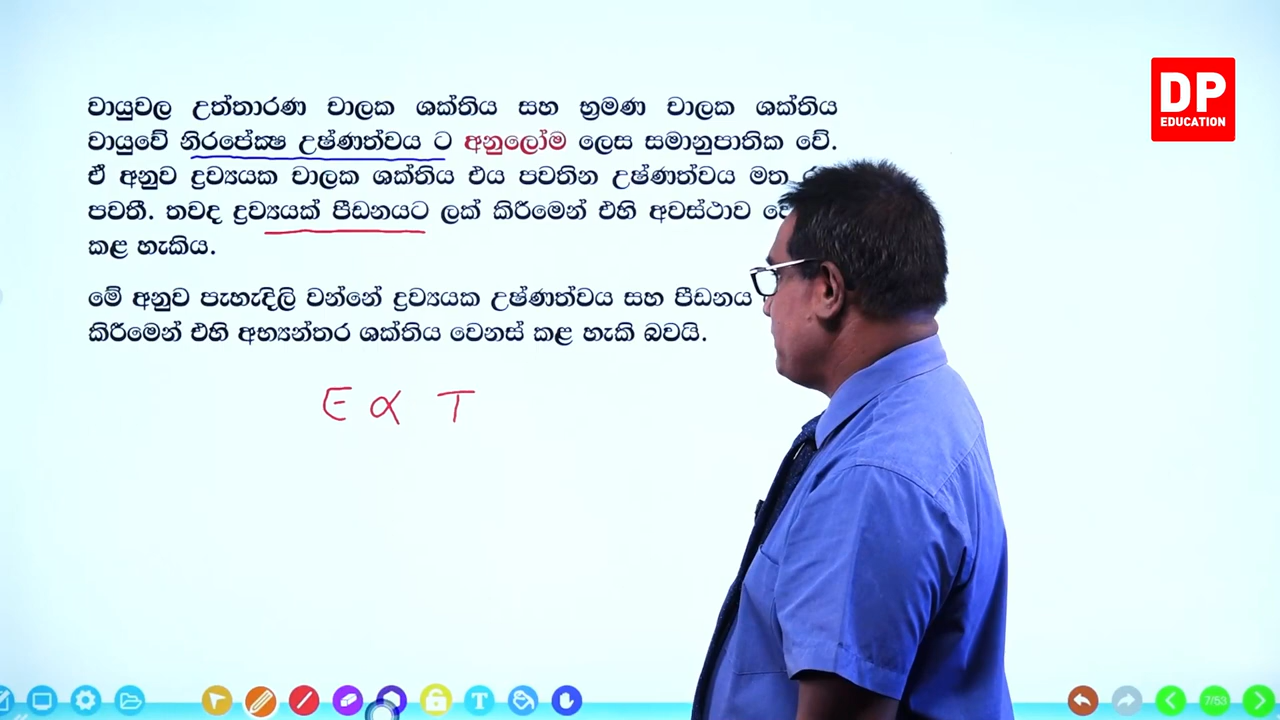 වායුවල උත්තාරණ චාලක ශක්තිය සහ භ්‍රමණ චාලක ශක්තිය
වායුවේ නිරපේක්ෂ උෂ්ණත්වය ට අනුලෝම ලෙස සමානුපාතික වේ.
ඒ අනුව ද්‍රව්‍යයක චාලක ශක්තිය එය පවතින උෂ්ණත්වය මත
පවතී. තවද ද්‍රව්‍යයක් පීඩනයට ලක් කිරීමෙන් එහි අවස්ථාව
කළ හැකිය.
මේ අනුව පැහැදිලි වන්නේ ද්‍රව්‍යයක උෂ්ණත්වය සහ පීඩනය
කිරීමෙන් එහි අභ්‍යන්තර ශක්තිය වෙනස් කළ හැකි බවයි.
E α T
DP
EDUCATION
T
7/53